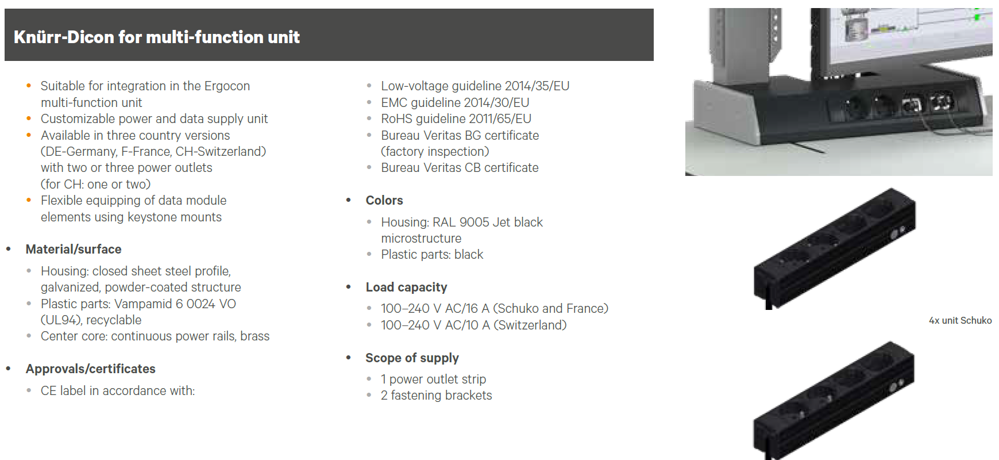 Knürr-Dicon for multi-function unit
• Suitable for integration in the Ergocon
multi-function unit
• Customizable power and data supply unit
• Available in three country versions
(DE-Germany, F-France, CH-Switzerland)
with two or three power outlets
(for CH: one or two)
• Flexible equipping of data module
elements using keystone mounts
• Material/surface
• Housing: closed sheet steel profile,
galvanized, powder-coated structure
• Plastic parts: Vampamid 6 0024 VO
(UL94), recyclable
• Center core: continuous power rails, brass
• Approvals/certificates
• CE label in accordance with:
• Low-voltage guideline 2014/35/EU
• EMC guideline 2014/30/EU
• RoHS guideline 2011/65/EU
• Bureau Veritas BG certificate
(factory inspection)
• Bureau Veritas CB certificate
• Colors
• Housing: RAL 9005 Jet black
microstructure
• Plastic parts: black
• Load capacity
• 100–240 V AC/16 A (Schuko and France)
• 100–240 V AC/10 A (Switzerland)
• Scope of supply
• 1 power outlet strip
• 2 fastening brackets
4x unit Schuko